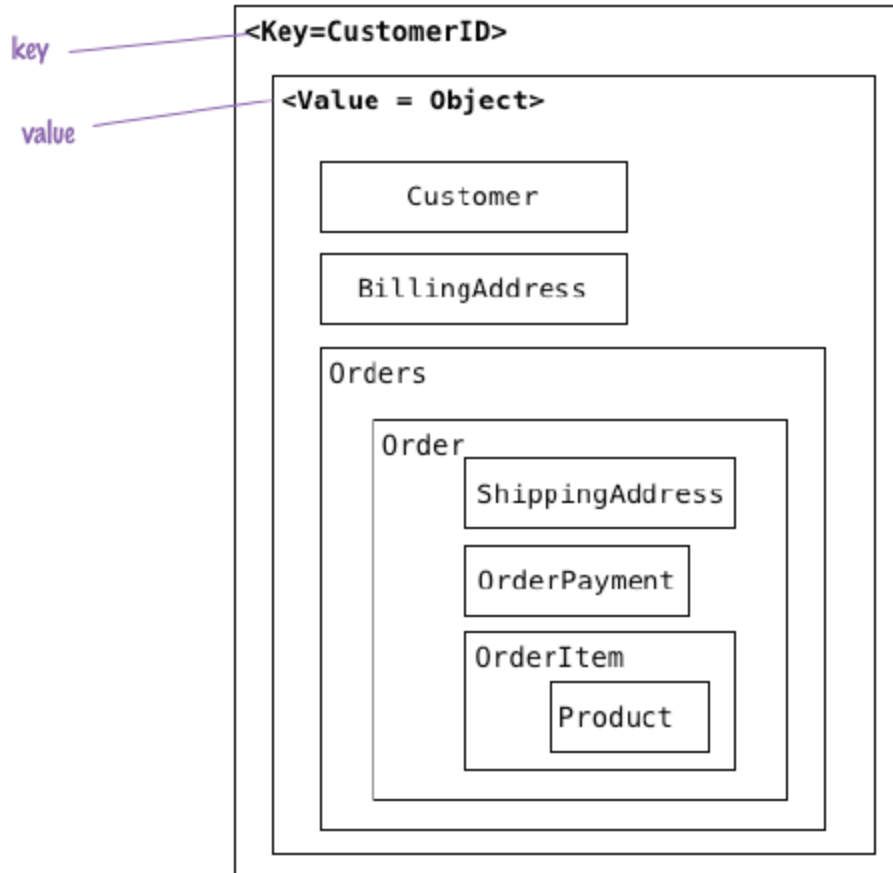 <Key=CustomerID>
key
<Value = Object>
value
Customer
BillingAddress
Orders
Order
ShippingAddress
OrderPayment
OrderItem
Product